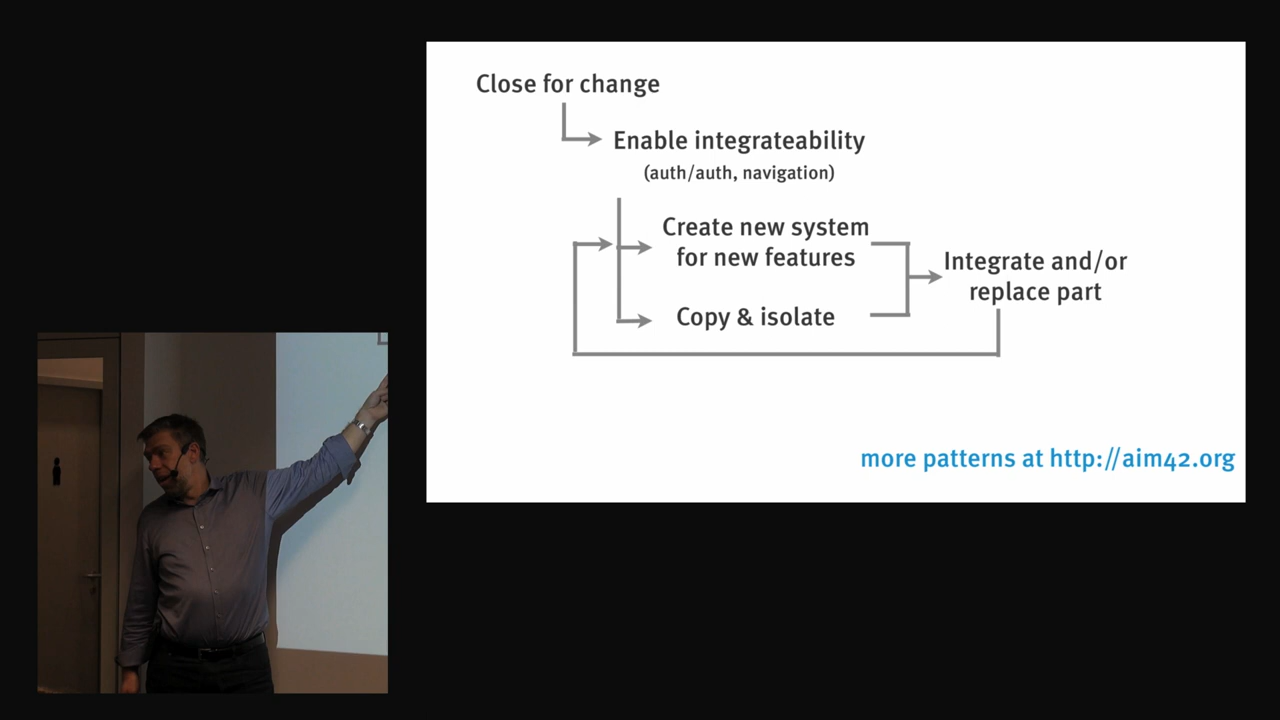 Close for change
Enable integrateability
(auth/auth, navigation)
Create new system
for new features
Copy & isolate
Integrate and/or
replace part
more patterns at http://aim42.org